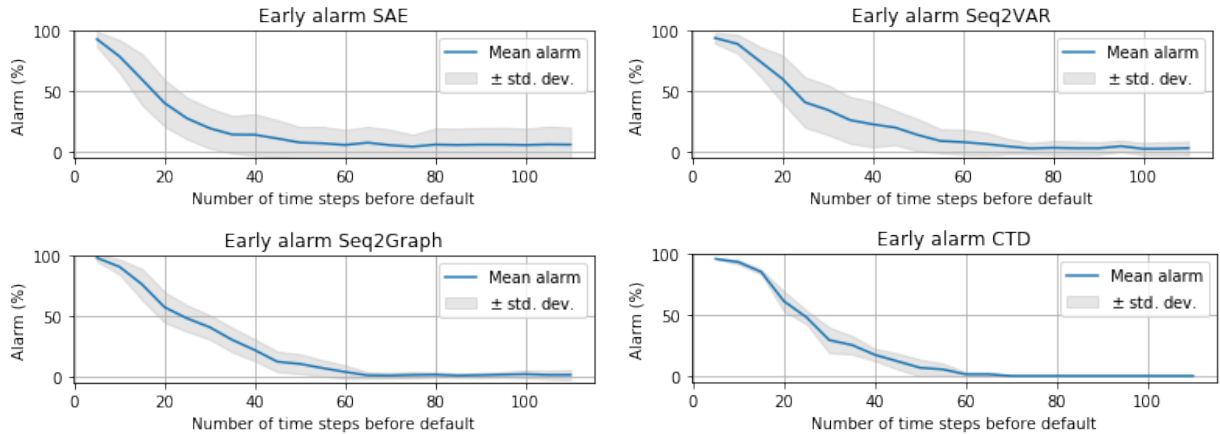 Early alarm SAE
Alarm (%)
100
50
0
Mean alarm
± std. dev.
0 20 40 60 80 100
Number of time steps before default
Early alarm Seq2VAR
Alarm (%)
100
50
0
Mean alarm
± std. dev.
0 20 40 60 80 100
Number of time steps before default
Early alarm Seq2Graph
Alarm (%)
100
50
0
Mean alarm
± std. dev.
0 20 40 60 80 100
Number of time steps before default
Early alarm CTD
Alarm (%)
100
50
0
Mean alarm
± std. dev.
0 20 40 60 80 100
Number of time steps before default